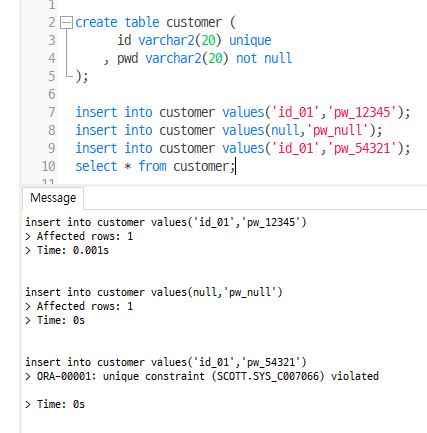 1
2 create table customer (
3 id varchar2(20) unique
4 , pwd varchar2(20) not null
5 );
6
7 insert into customer values('id_01','pw_12345');
8 insert into customer values(null,'pw_null');
9 insert into customer values('id_01','pw_54321');
10 select * from customer;
11
Message
insert into customer values('id_01','pw_12345')
> Affected rows: 1
> Time: 0.001s
insert into customer values(null,'pw_null')
> Affected rows: 1
> Time: 0s
insert into customer values('id_01','pw_54321')
> ORA-00001: unique constraint (SCOTT.SYS_C007066) violated
> Time: 0s